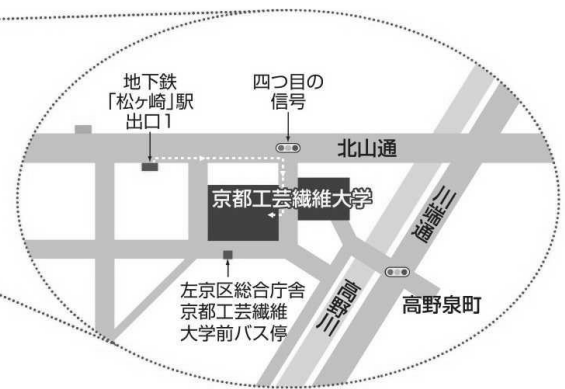 地下鉄
「松ヶ崎」駅
出口1
四つ目の
信号
北山通
京都工芸繊維大学
川端通
高野川
高野泉町
左京区総合庁舎
京都工芸繊維
大学前バス停